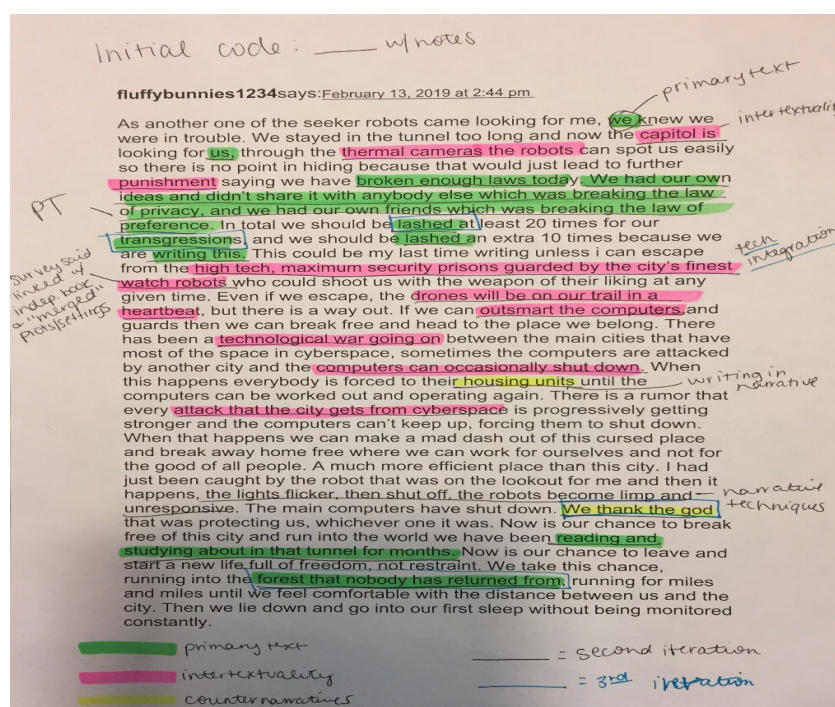 Initial code: ____ w/notes
primary text
fluffybunnies1234says:February 13, 2019 at 2:44 pm
As another one of the seeker robots came looking for me, we knew we
intertextuality
were in trouble. We stayed in the tunnel too long and now the capitol is
looking for us, through the thermal cameras the robots can spot us easily
so there is no point in hiding because that would just lead to further
punishment saying we have broken enough laws today. We had our own
ideas and didn't share it with anybody else which was breaking the law
PT
of privacy, and we had our own friends which was breaking the law of
preference. In total we should be lashed at least 20 times for our
transgressions and we should be lashed an extra 10 times because we
are writing this. This could be my last time writing unless i can escape
tech
integration
from the high tech, maximum security prisons guarded by the city's finest
survey said
linked w/
indep. book
a "merged"
plots/settings
watch robots who could shoot us with the weapon of their liking at any
given time. Even if we escape, the drones will be on our trail in a
heartbeat, but there is a way out. If we can outsmart the computers and
guards then we can break free and head to the place we belong. There
has been a technological war going on between the main cities that have
most of the space in cyberspace, sometimes the computers are attacked
by another city and the computers can occasionally shut down. When
this happens everybody is forced to their housing units until the
writing in
narrative
computers can be worked out and operating again. There is a rumor that
every attack that the city gets from cyberspace is progressively getting
stronger and the computers can't keep up, forcing them to shut down.
When that happens we can make a mad dash out of this cursed place
and break away home free where we can work for ourselves and not for
the good of all people. A much more efficient place than this city. I had
just been caught by the robot that was on the lookout for me and then it
happens, the lights flicker, then shut off, the robots become limp and
narrative
techniques
unresponsive. The main computers have shut down. We thank the god
that was protecting us, whichever one it was. Now is our chance to break
free of this city and run into the world we have been reading and
studying about in that tunnel for months. Now is our chance to leave and
start a new life full of freedom, not restraint. We take this chance,
running into the forest that nobody has returned from, running for miles
and miles until we feel comfortable with the distance between us and the
city. Then we lie down and go into our first sleep without being monitored
constantly.
primary text
intertextuality
counternarratives
____ = second iteration
____ = 3rd iteration